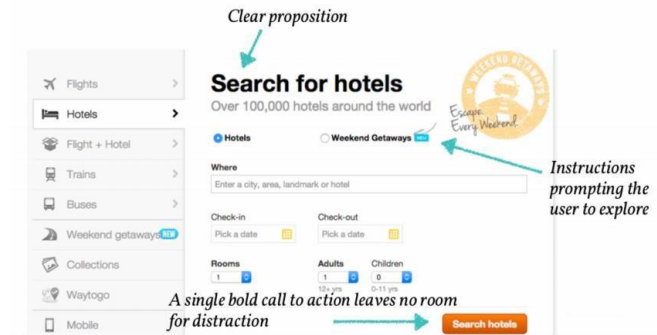 Clear proposition
Flights
Hotels
Flight + Hotel
Trains
Buses
Weekend getaways NEW
Collections
Waytogo
Mobile
Search for hotels
Over 100,000 hotels around the world
WEEKEND GETAWAYS
Escape
Every Weekend
Hotels
Weekend Getaways NEW
Where
Enter a city, area, landmark or hotel
Check-in
Check-out
Pick a date
Pick a date
Rooms
Adults
Children
1
1
0
12+ yrs
0-11 yrs
Instructions
prompting the
user to explore
A single bold call to action leaves no room
for distraction
Search hotels